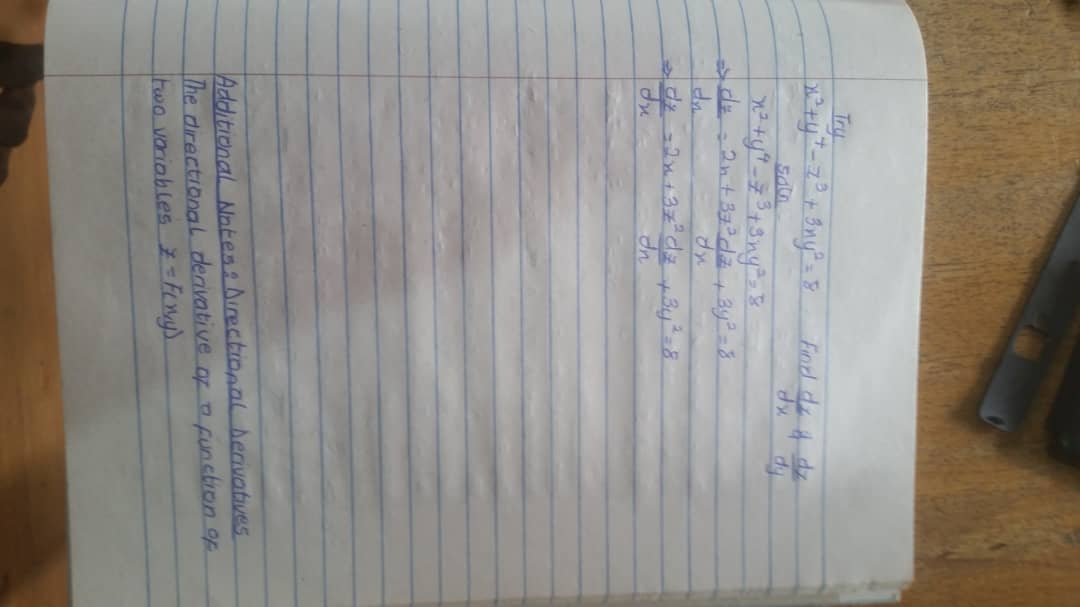 Try
x²+y⁴-z³+3xy²=8 Find dz/dx & dz/dy
soln
x²+y⁴-z³+3xy²=8
⇒ dz/dx = 2x+3z² dz/dx + 3y²=8
⇒ dz/dx = 2x+3z² dz/dx + 3y²=8
Additional Notes: Directional Derivatives
The directional derivative of a function of
two variables z=F(x,y)